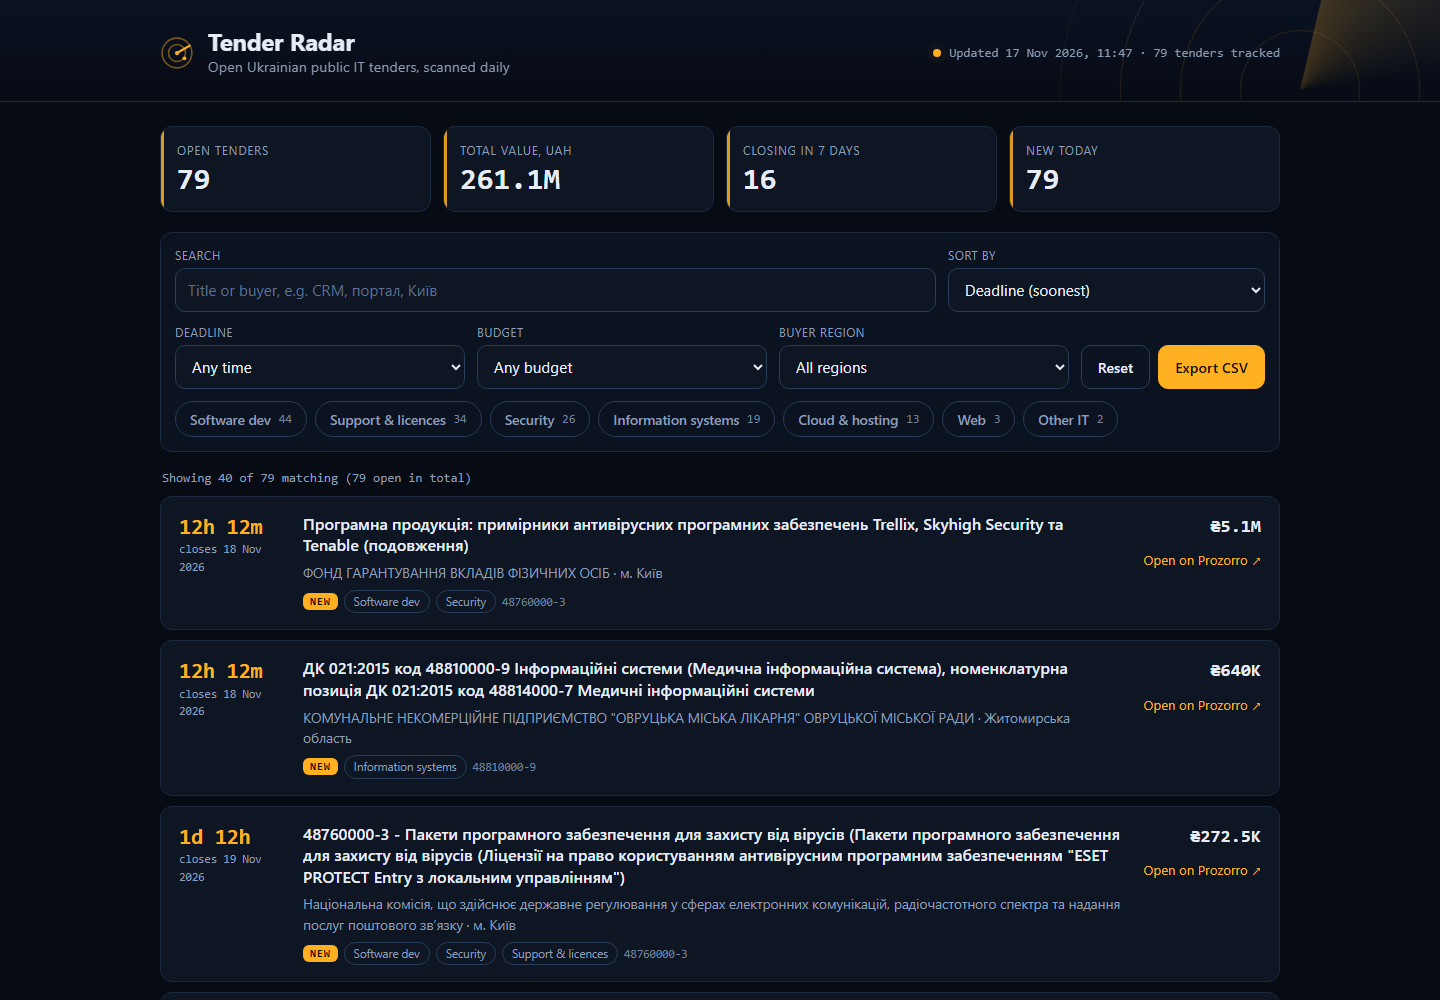 Tender Radar
Open Ukrainian public IT tenders, scanned daily
Updated 17 Nov 2026, 11:47 · 79 tenders tracked
OPEN TENDERS
79
TOTAL VALUE, UAH
261.1M
CLOSING IN 7 DAYS
16
NEW TODAY
79
SEARCH
Title or buyer, e.g. CRM, портал, Київ
SORT BY
Deadline (soonest)
DEADLINE
Any time
BUDGET
Any budget
BUYER REGION
All regions
Reset
Export CSV
Software dev 44
Support & licences 34
Security 26
Information systems 19
Cloud & hosting 13
Web 3
Other IT 2
Showing 40 of 79 matching (79 open in total)
12h 12m
closes 18 Nov
2026
Програмна продукція: примірники антивірусних програмних забезпечень Trellix, Skyhigh Security та
Tenable (подовження)
ФОНД ГАРАНТУВАННЯ ВКЛАДІВ ФІЗИЧНИХ ОСІБ · м. Київ
NEW Software dev Security 48760000-3
₴5.1M
Open on Prozorro ↗
12h 12m
closes 18 Nov
2026
ДК 021:2015 код 48810000-9 Інформаційні системи (Медична інформаційна система), номенклатурна
позиція ДК 021:2015 код 48814000-7 Медичні інформаційні системи
КОМУНАЛЬНЕ НЕКОМЕРЦІЙНЕ ПІДПРИЄМСТВО "ОВРУЦЬКА МІСЬКА ЛІКАРНЯ" ОВРУЦЬКОЇ МІСЬКОЇ РАДИ · Житомирська
область
NEW Information systems 48810000-9
₴640K
Open on Prozorro ↗
1d 12h
closes 19 Nov
2026
48760000-3 - Пакети програмного забезпечення для захисту від вірусів (Пакети програмного забезпечення
для захисту від вірусів (Ліцензії на право користуванням антивірусним програмним забезпеченням "ESET
PROTECT Entry з локальним управлінням")
Національна комісія, що здійснює державне регулювання у сферах електронних комунікацій, радіочастотного спектра та надання
послуг поштового зв’язку · м. Київ
NEW Software dev Security Support & licences 48760000-3
₴272.5K
Open on Prozorro ↗